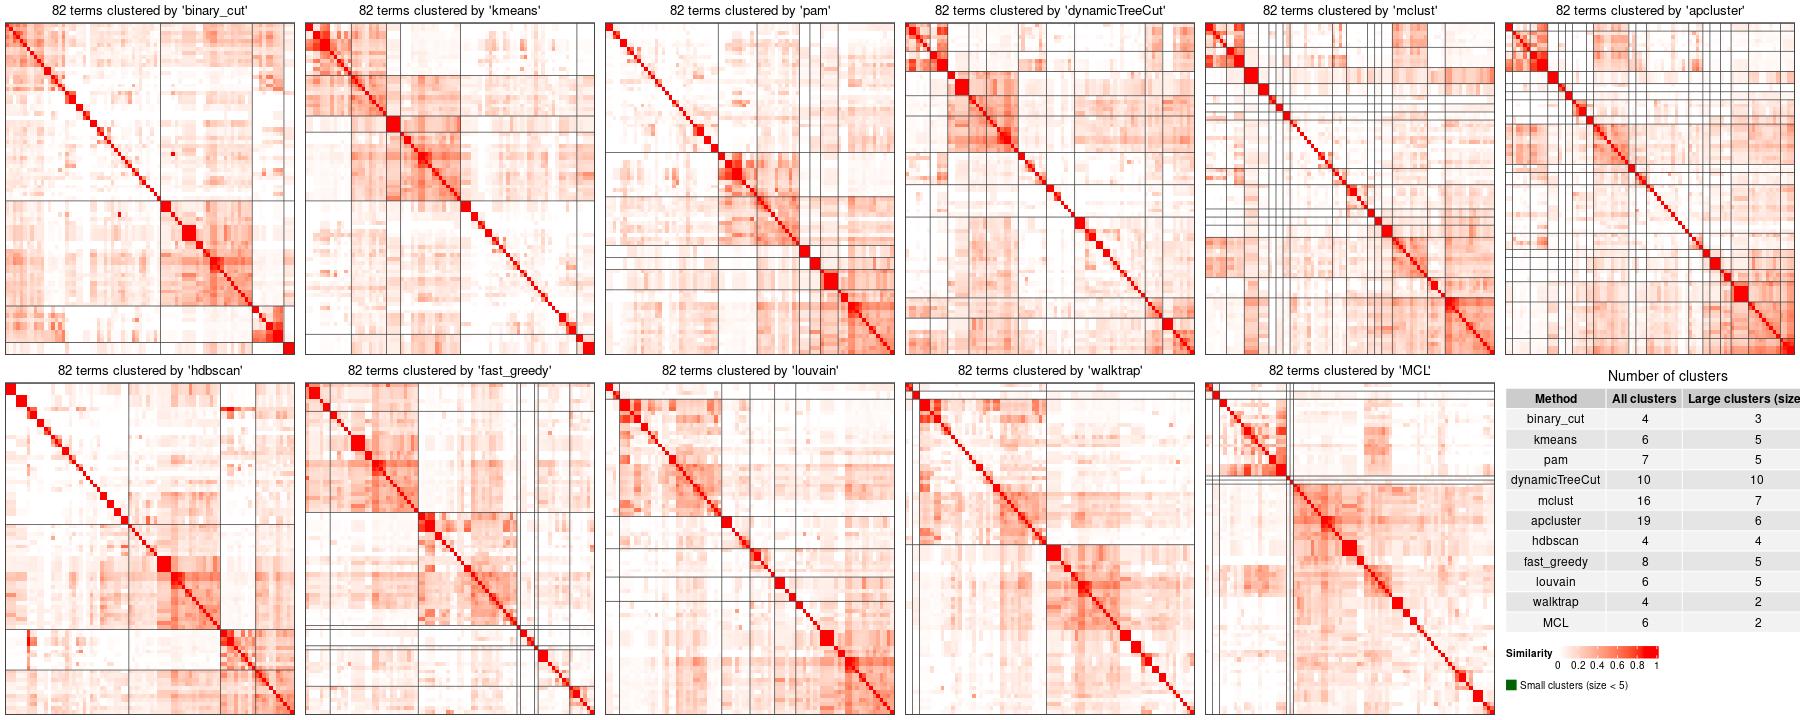 82 terms clustered by 'binary_cut'
82 terms clustered by 'kmeans'
82 terms clustered by 'pam'
82 terms clustered by 'dynamicTreeCut'
82 terms clustered by 'mclust'
82 terms clustered by 'apcluster'
82 terms clustered by 'hdbscan'
82 terms clustered by 'fast_greedy'
82 terms clustered by 'louvain'
82 terms clustered by 'walktrap'
82 terms clustered by 'MCL'
Number of clusters
Method All clusters Large clusters (size
binary_cut 4 3
kmeans 6 5
pam 7 5
dynamicTreeCut 10 10
mclust 16 7
apcluster 19 6
hdbscan 4 4
fast_greedy 8 5
louvain 6 5
walktrap 4 2
MCL 6 2
Similarity
0 0.2 0.4 0.6 0.8 1
Small clusters (size < 5)